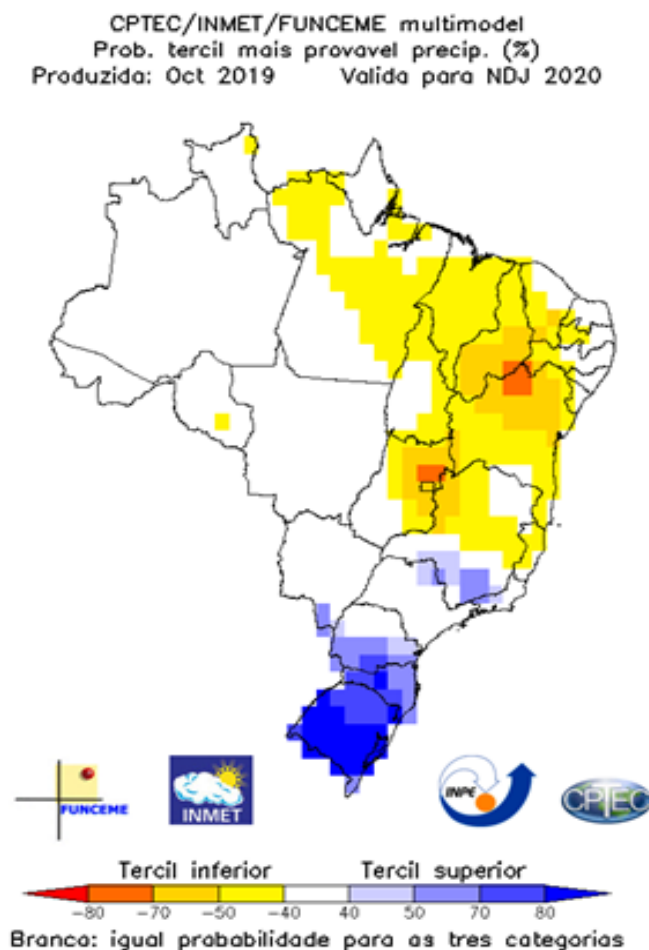 CPTEC/INMET/FUNCEME multimodel
Prob. tercil mais provavel precip. (%)
Produzida: Oct 2019 Valida para NDJ 2020
FUNCEME
INMET
INPE
CPTEC
Tercil inferior Tercil superior
-80 -70 -50 -40 40 50 70 80
Branca: igual probabilidade para as tres categorias